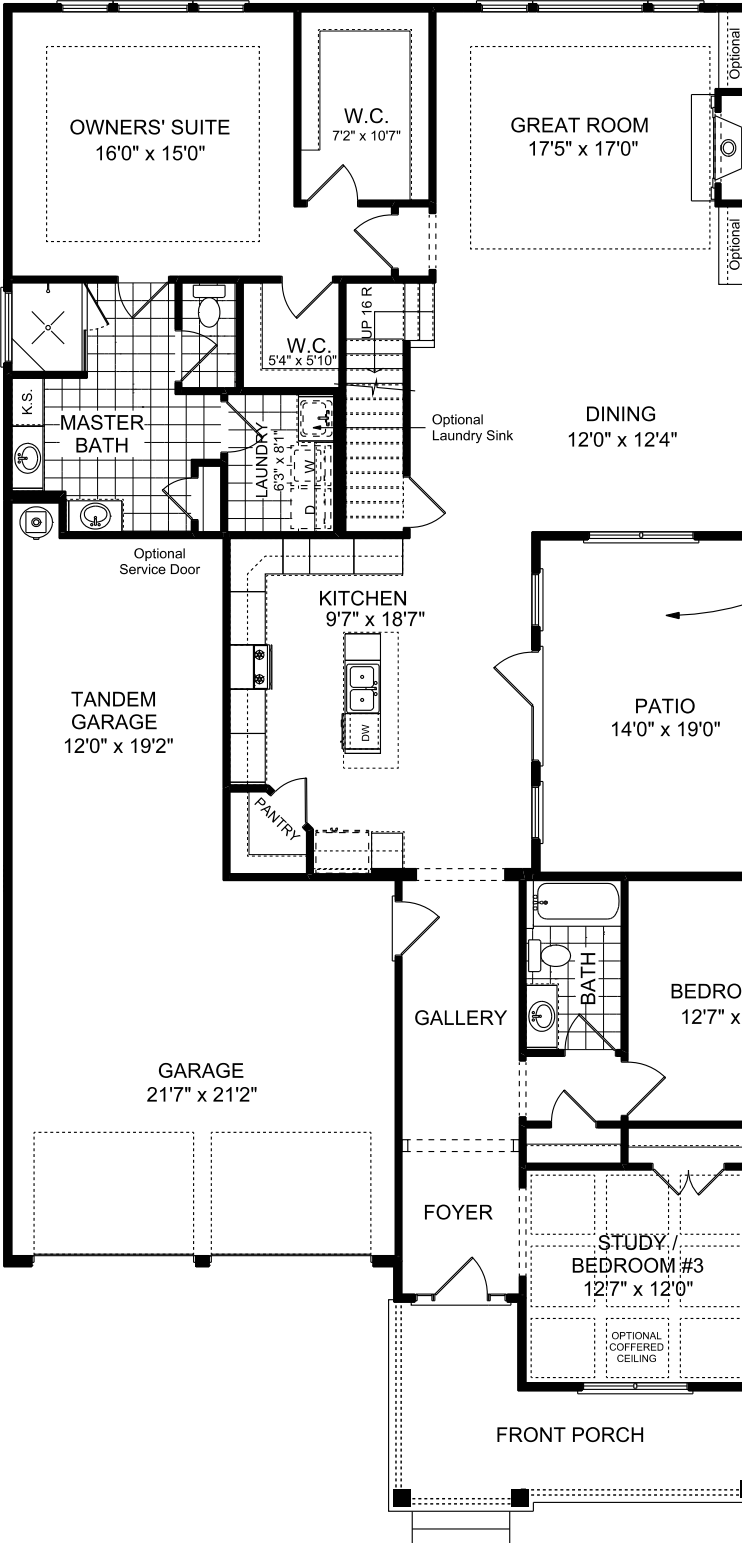 OWNERS' SUITE
16'0" x 15'0"
W.C.
7'2" x 10'7"
GREAT ROOM
17'5" x 17'0"
Optional
Optional
UP 16 R
W.C.
5'4" x 5'10"
K.S.
MASTER
BATH
LAUNDRY
6'3" x 8'1"
W
D
Optional
Laundry Sink
DINING
12'0" x 12'4"
Optional
Service Door
KITCHEN
9'7" x 18'7"
DW
PANTRY
TANDEM
GARAGE
12'0" x 19'2"
PATIO
14'0" x 19'0"
BATH
BEDRO
12'7" x
GALLERY
GARAGE
21'7" x 21'2"
FOYER
STUDY /
BEDROOM #3
12'7" x 12'0"
OPTIONAL
COFFERED
CEILING
FRONT PORCH